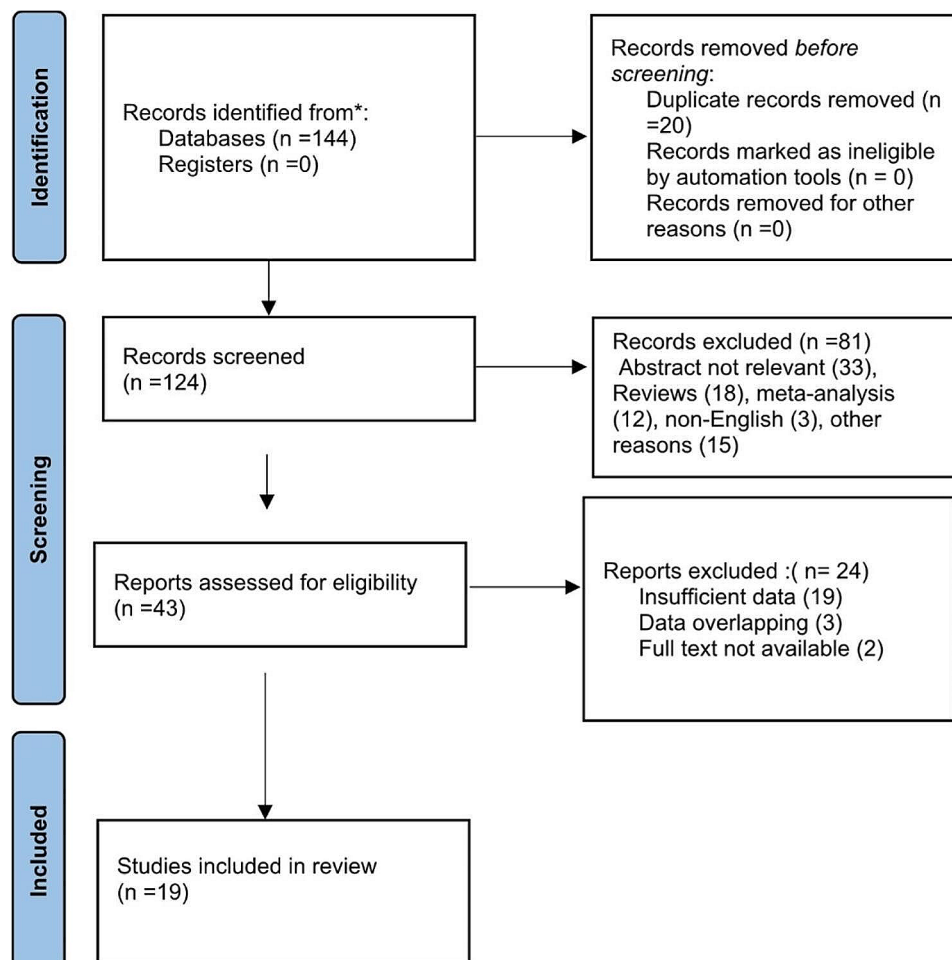 Identification
Records identified from*:
Databases (n =144)
Registers (n =0)
Records removed before
screening:
Duplicate records removed (n
=20)
Records marked as ineligible
by automation tools (n = 0)
Records removed for other
reasons (n =0)
Screening
Records screened
(n =124)
Records excluded (n =81)
Abstract not relevant (33),
Reviews (18), meta-analysis
(12), non-English (3), other
reasons (15)
Reports assessed for eligibility
(n =43)
Reports excluded :( n= 24)
Insufficient data (19)
Data overlapping (3)
Full text not available (2)
Included
Studies included in review
(n =19)